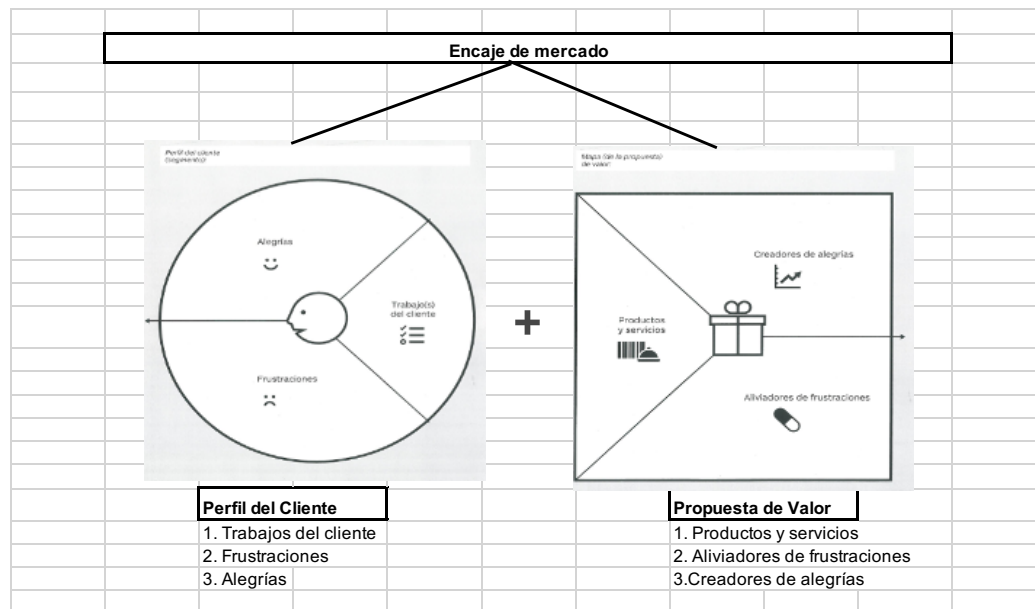 Encaje de mercado
Perfil del cliente
(segmento)
Mapa (de la propuesta)
de valor
Alegrías
Trabajo(s)
del cliente
Frustraciones
Creadores de alegrías
Productos
y servicios
Aliviadores de frustraciones
Perfil del Cliente
1. Trabajos del cliente
2. Frustraciones
3. Alegrías
Propuesta de Valor
1. Productos y servicios
2. Aliviadores de frustraciones
3.Creadores de alegrías